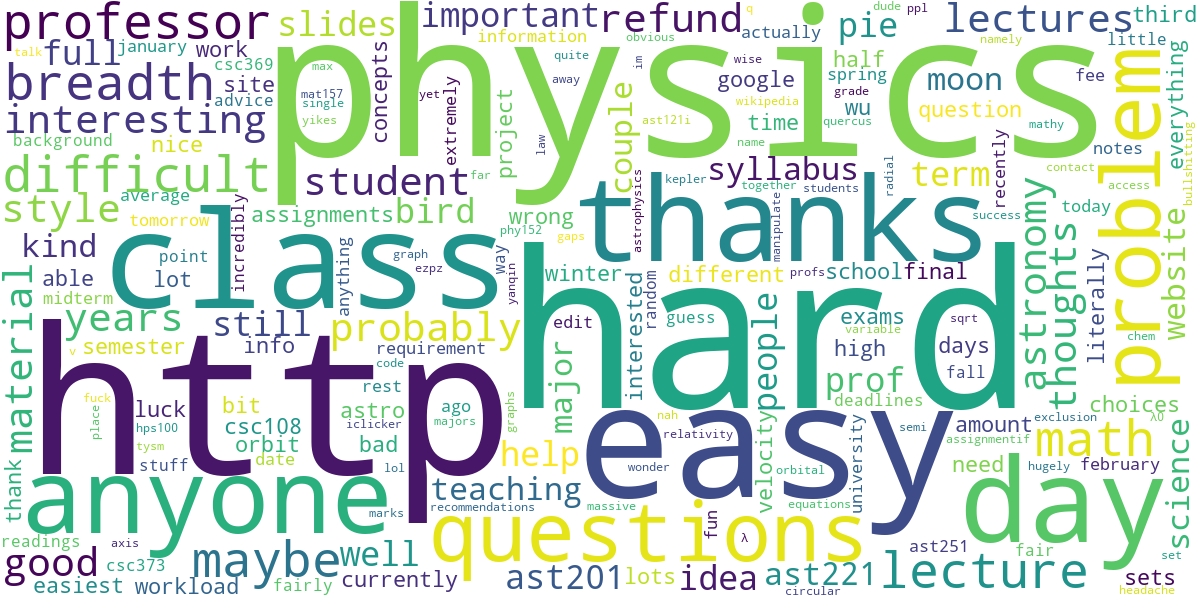 professor
physics
slides
important
refund
pie
lectures
third
q
dude
ppl
talk
full
january
work
information
actually
obvious
namely
little
csc369
max
quite
im
wise
half
moon
fee
everything
breadth
site
advice
mat157
single
yikes
yet
concepts
away
google
wikipedia
grade
spring
wu
question
problem
interesting
extremely
project
couple
ast121i
time
quercus
mathy
notes
background
nice
law
name
bullshitting
difficult
student
far
syllabus
term
recently
contact
access
average
kepler
together
students
radial
success
style
tomorrow
assignments
bird
wrong
thanks
astrophysics
manipulate
today
incredibly
phy152
gaps
astronomy
thoughts
website
kind
class
point
graph
ezpz
way
yanqin
winter
different
profs
school
final
able
lot
anything
hard
interested
random
literally
material
midterm
years
still
probably
edit
guess
people
exams
variable
sqrt
chem
v
semester
info
requirement
major
high
days
http
code
rest
easy
velocity
prof
fall
deadlines
choices
fuck
place
luck
bit
astro
ago
majors
graphs
nah
relativity
university
semi
amount
exclusion
λ0
hps100
csc108
iclicker
tysm
orbit
bad
help
math
assignmentif
science
thank
stuff
date
lol
wonder
orbital
need
hugely
february
anyone
teaching
recommendations
massive
equations
day
readings
axis
marks
questions
fun
λ
ast251
fair
set
good
csc373
maybe
well
ast201
lots
idea
ast221
lecture
sets
easiest
workload
fairly
currently
circular
headache